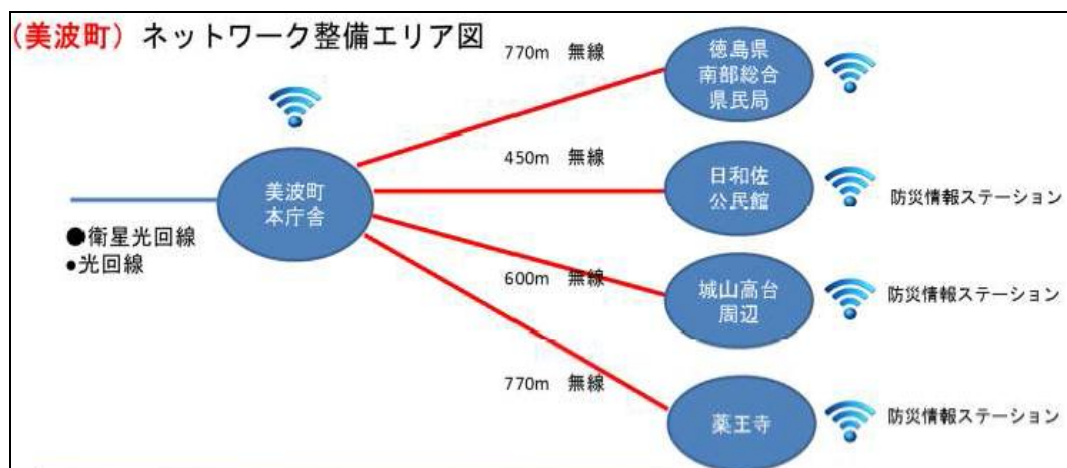 (美波町) ネットワーク整備エリア図
770m 無線
徳島県
南部総合
県民局
450m 無線
日和佐
公民館
防災情報ステーション
美波町
本庁舎
●衛星光回線
•光回線
600m 無線
城山高台
周辺
防災情報ステーション
770m 無線
薬王寺
防災情報ステーション